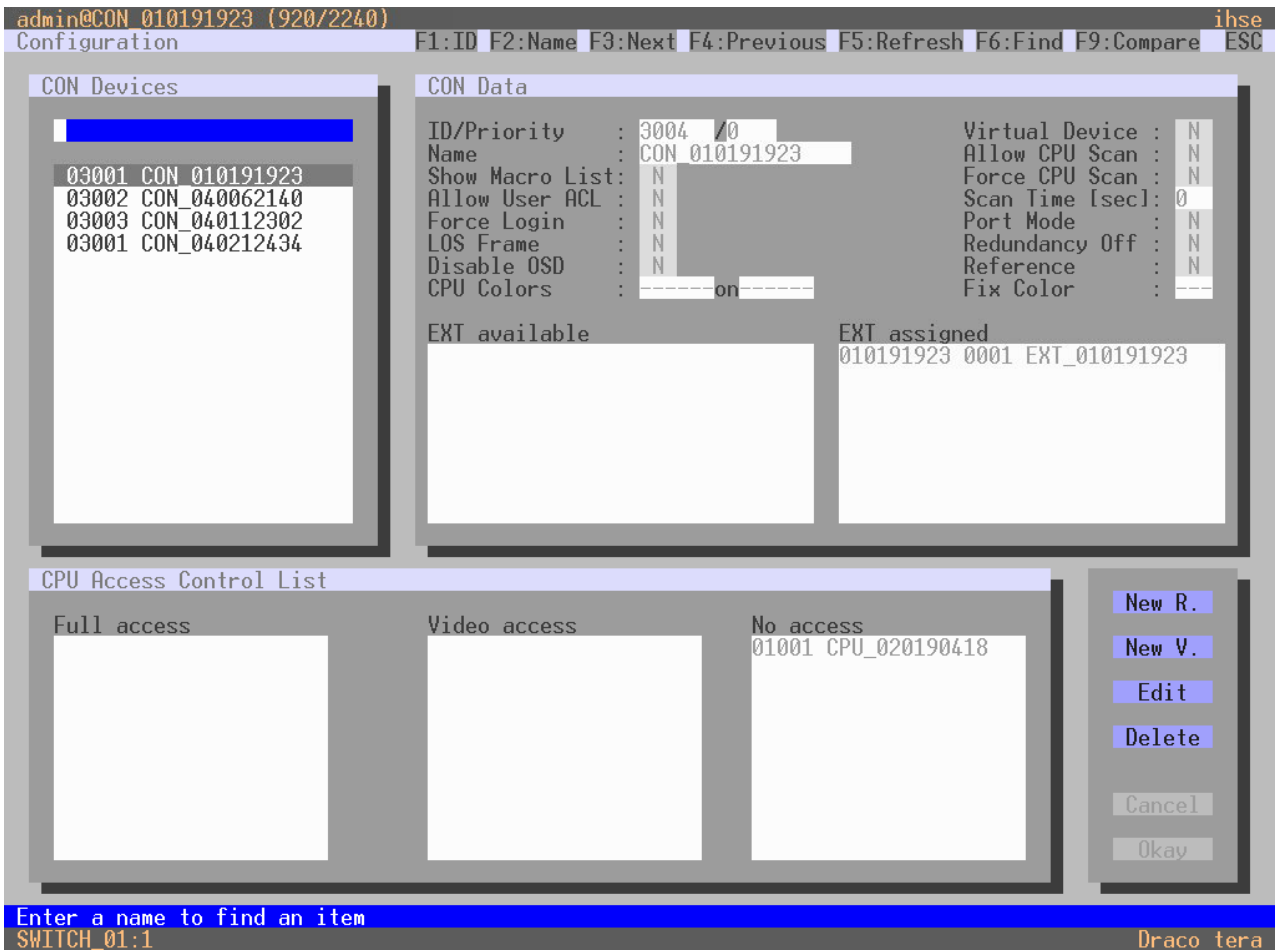 admin@CON_010191923 (920/2240) ihse
Configuration F1:ID F2:Name F3:Next F4:Previous F5:Refresh F6:Find F9:Compare ESC
CON Devices
03001 CON_010191923
03002 CON_040062140
03003 CON_040112302
03001 CON_040212434
CON Data
ID/Priority : 3004 /0 Virtual Device : N
Name : CON_010191923 Allow CPU Scan : N
Show Macro List: N Force CPU Scan : N
Allow User ACL : N Scan Time [sec]: 0
Force Login : N Port Mode : N
LOS Frame : N Redundancy Off : N
Disable OSD : N Reference : N
CPU Colors : ------on------ Fix Color : ---
EXT available EXT assigned
010191923 0001 EXT_010191923
CPU Access Control List
Full access Video access No access
01001 CPU_020190418
New R.
New V.
Edit
Delete
Cancel
Okay
Enter a name to find an item
SWITCH_01:1 Draco tera